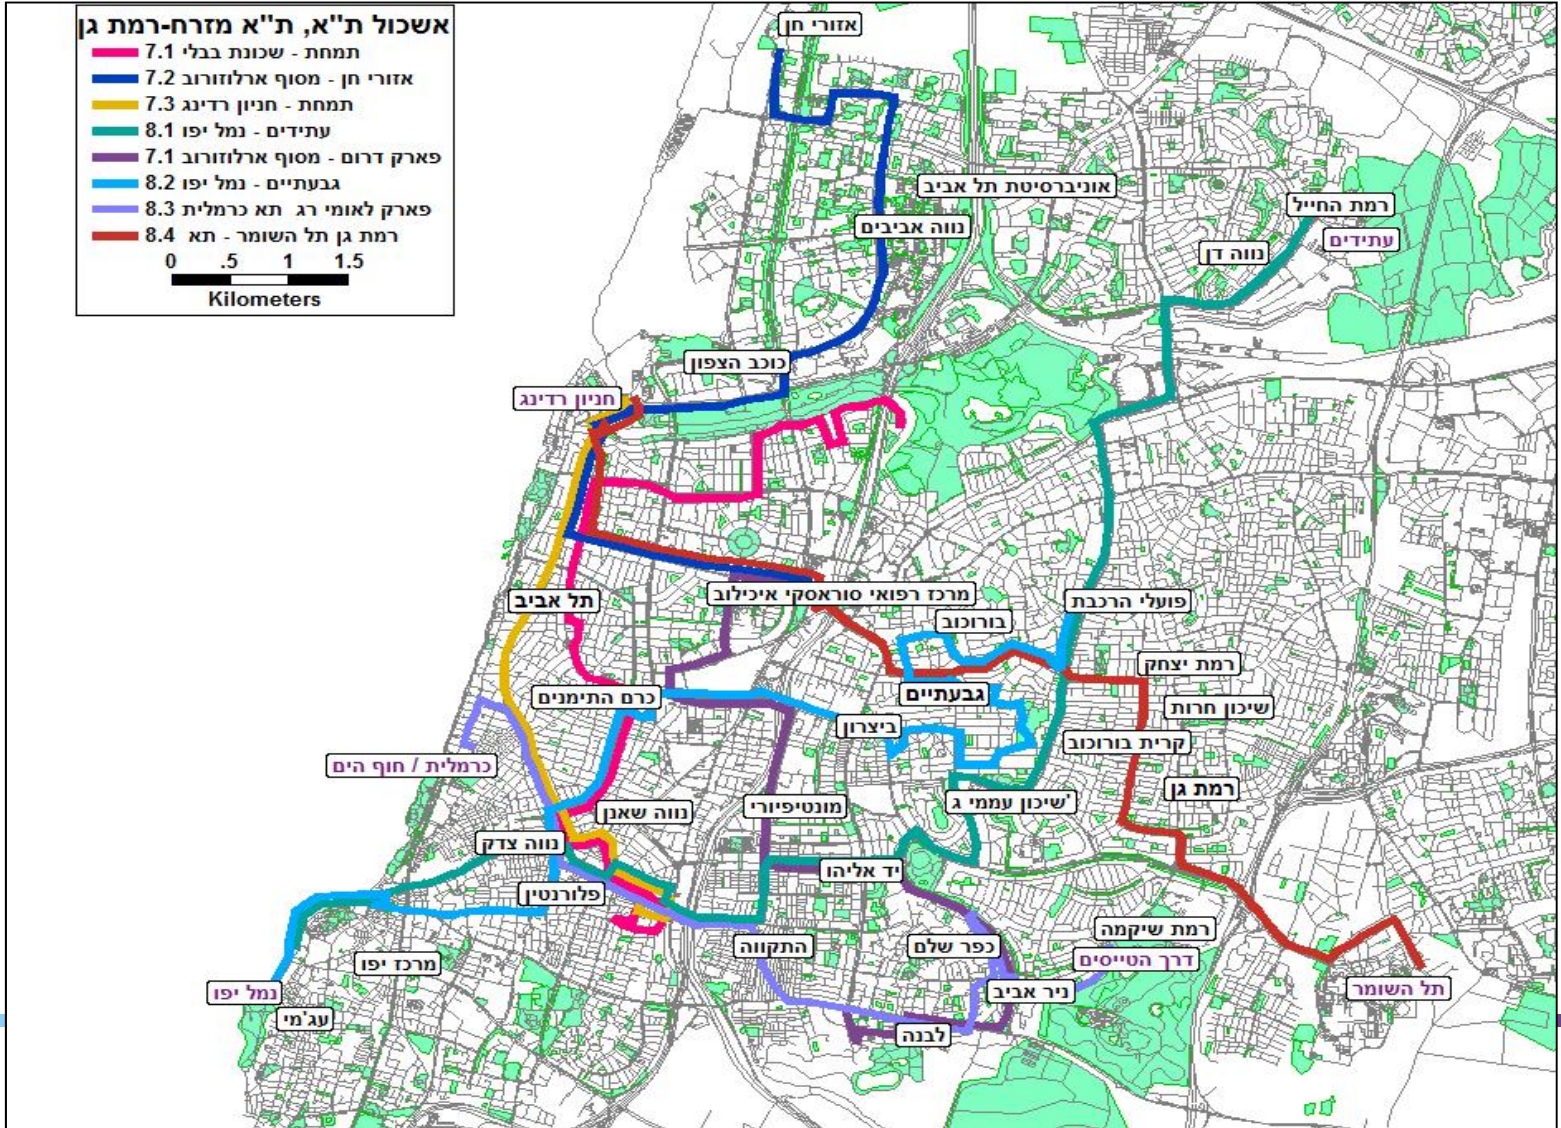 אשכול ת''א, ת''א מזרח-רמת גן
תמחת - שכונת בבלי 7.1
אזורי חן - מסוף ארלוזורוב 7.2
תמחת - חניון רדינג 7.3
עתידים - נמל יפו 8.1
פארק דרום - מסוף ארלוזורוב 7.1
גבעתיים - נמל יפו 8.2
פארק לאומי רג תא כרמלית 8.3
רמת גן תל השומר - תא 8.4
0 .5 1 1.5
Kilometers
אזורי חן
אוניברסיטת תל אביב
רמת החייל
נווה אביבים
עתידים
נווה דן
כוכב הצפון
חניון רדינג
מרכז רפואי סוראסקי איכילוב
תל אביב
פועלי הרכבת
בורוכוב
רמת יצחק
גבעתיים
כרם התימנים
שיכון חרות
ביצרון
קרית בורוכוב
כרמלית / חוף הים
רמת גן
שיכון עממי ג'
מונטיפיורי
נווה שאנן
נווה צדק
יד אליהו
פלורנטין
רמת שיקמה
התקווה
כפר שלם
דרך הטייסים
מרכז יפו
תל השומר
ניר אביב
נמל יפו
עג'מי
לבנה